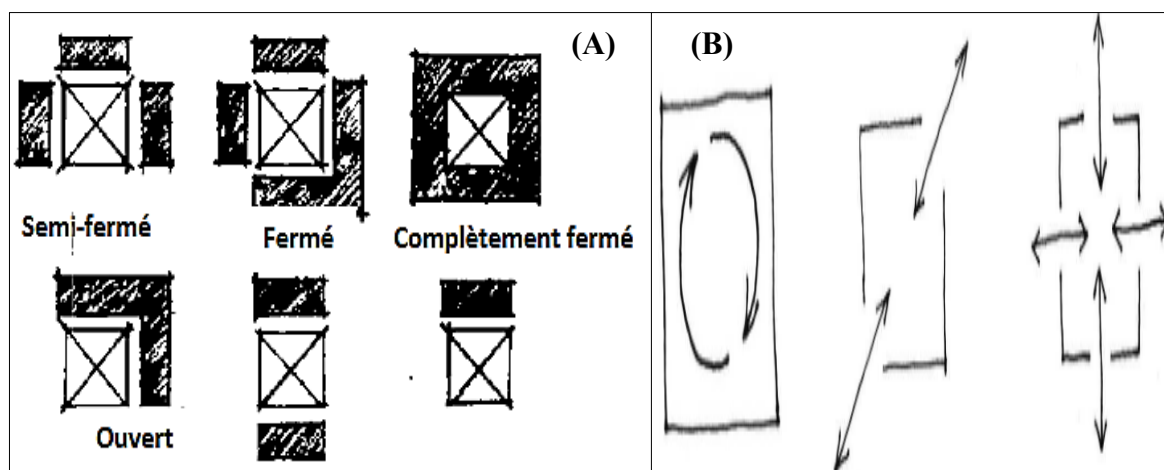 (A)
Semi-fermé
Fermé
Complètement fermé
Ouvert
(B)